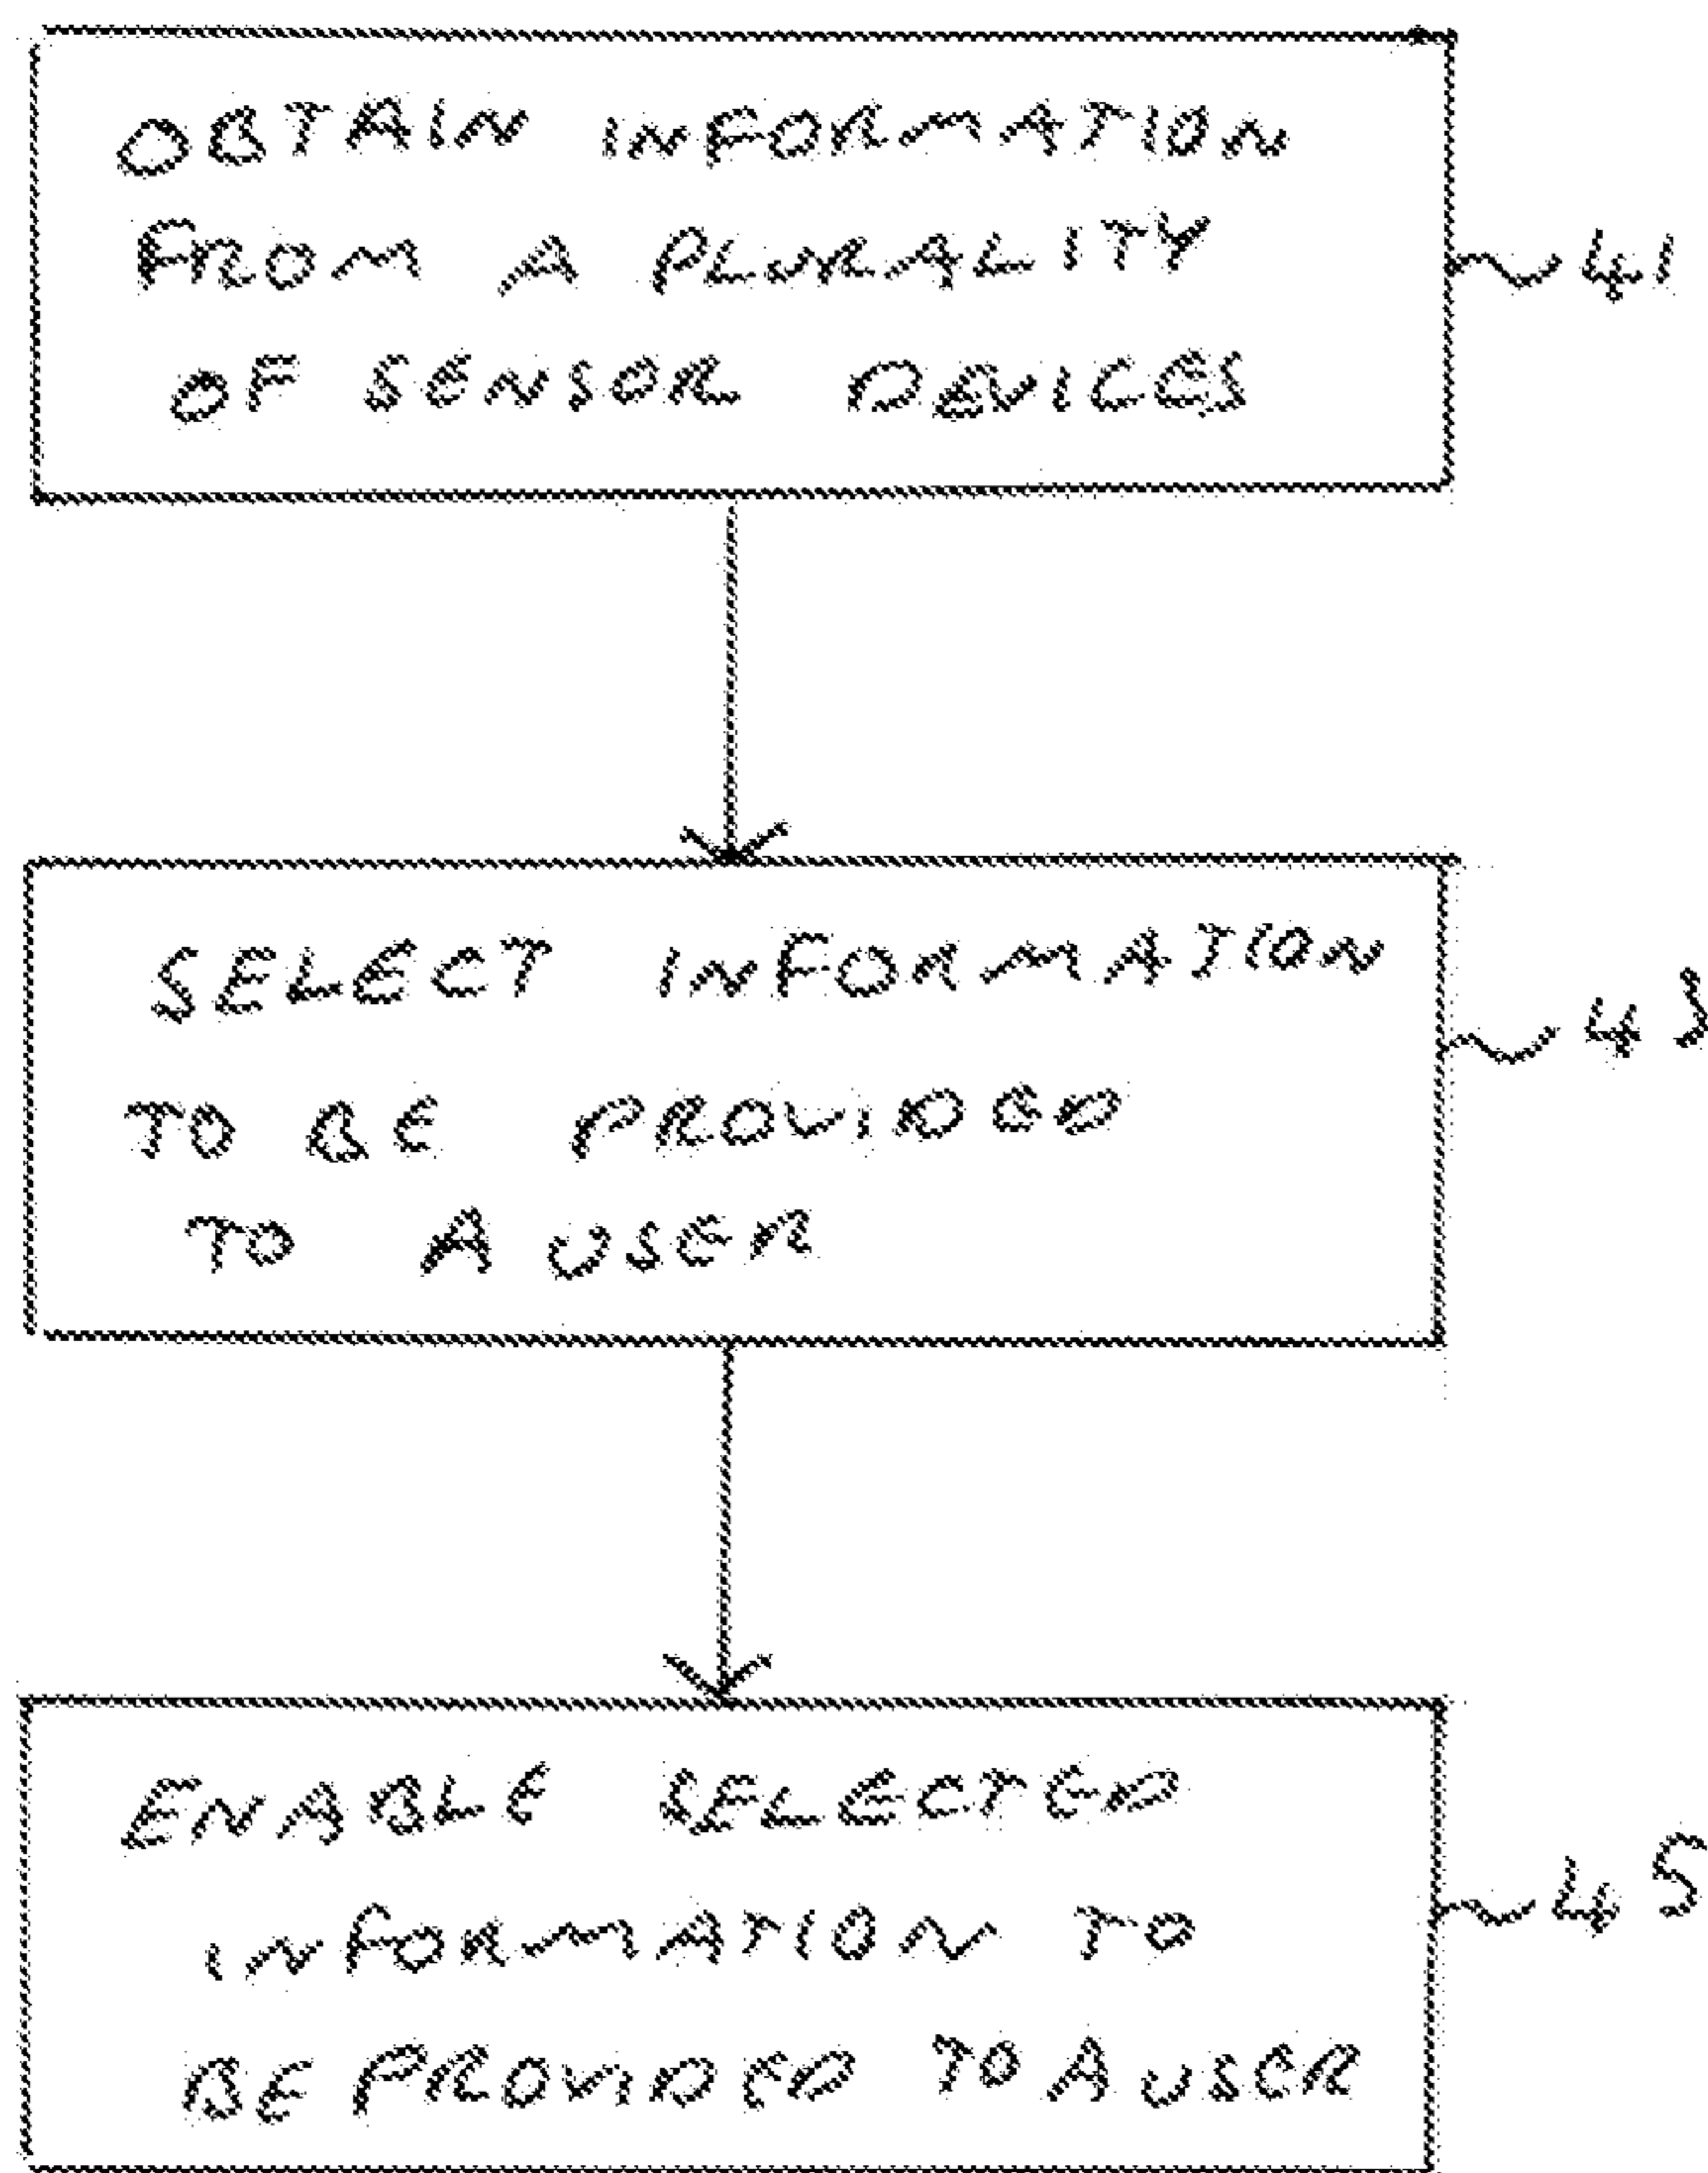 OBTAIN INFORMATION
FROM A PLURALITY
OF SENSOR DEVICES
41
SELECT INFORMATION
TO BE PROVIDED
TO A USER
43
ENABLE SELECTED
INFORMATION TO
BE PROVIDED TO A USER
45